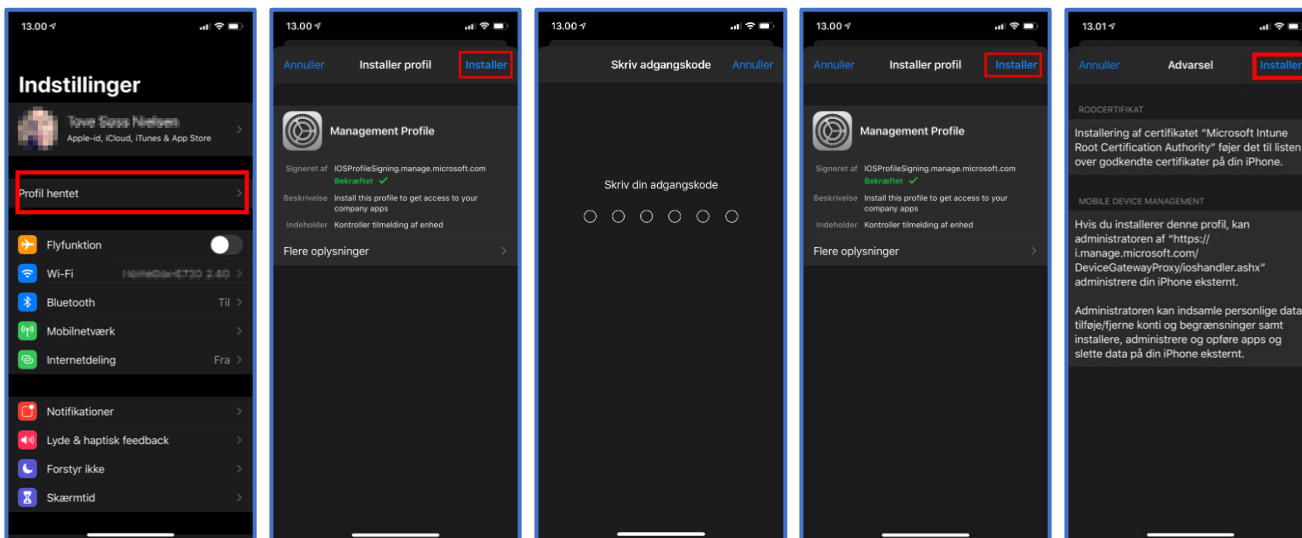 13.00
Indstillinger
Apple-id, iCloud, iTunes & App Store
Profil hentet
Flyfunktion
Wi-Fi
Bluetooth Til
Mobilnetværk
Internetdeling Fra
Notifikationer
Lyde & haptisk feedback
Forstyr ikke
Skærmtid
13.00
Annuller Installer profil Installer
Management Profile
Signeret af IOSProfileSigning.manage.microsoft.com
Bekræftet ✓
Beskrivelse Install this profile to get access to your
company apps
Indeholder Kontroller tilmelding af enhed
Flere oplysninger
13.00
Skriv adgangskode Annuller
Skriv din adgangskode
13.00
Annuller Installer profil Installer
Management Profile
Signeret af IOSProfileSigning.manage.microsoft.com
Bekræftet ✓
Beskrivelse Install this profile to get access to your
company apps
Indeholder Kontroller tilmelding af enhed
Flere oplysninger
13.01
Annuller Advarsel Installer
RODCERTIFIKAT
Installering af certifikatet “Microsoft Intune
Root Certification Authority” føjer det til listen
over godkendte certifikater på din iPhone.
MOBILE DEVICE MANAGEMENT
Hvis du installerer denne profil, kan
administratoren af “https://
i.manage.microsoft.com/
DeviceGatewayProxy/ioshandler.ashx”
administrere din iPhone eksternt.
Administratoren kan indsamle personlige data
tilføje/fjerne konti og begrænsninger samt
installere, administrere og opføre apps og
slette data på din iPhone eksternt.